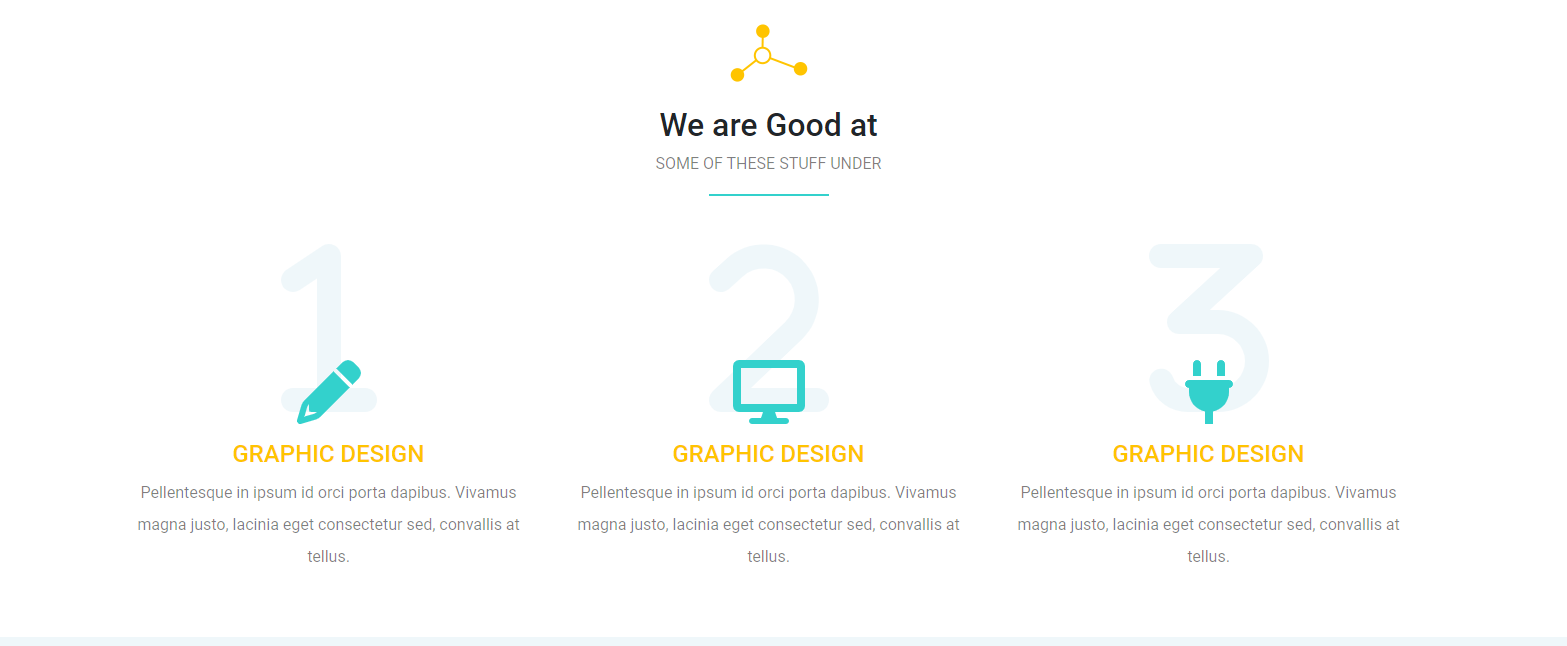 We are Good at
SOME OF THESE STUFF UNDER
1
GRAPHIC DESIGN
Pellentesque in ipsum id orci porta dapibus. Vivamus
magna justo, lacinia eget consectetur sed, convallis at
tellus.
2
GRAPHIC DESIGN
Pellentesque in ipsum id orci porta dapibus. Vivamus
magna justo, lacinia eget consectetur sed, convallis at
tellus.
3
GRAPHIC DESIGN
Pellentesque in ipsum id orci porta dapibus. Vivamus
magna justo, lacinia eget consectetur sed, convallis at
tellus.